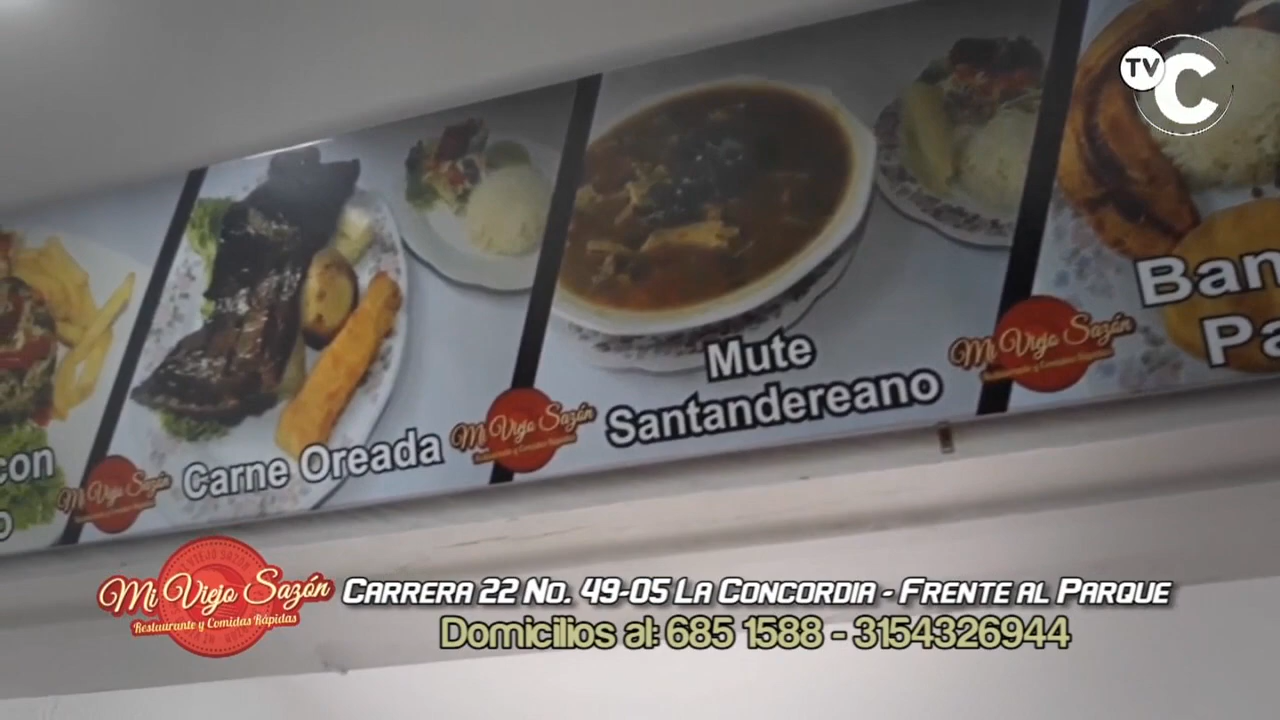 TV C
Ban
Pa
Mi Viejo Sazón
Mute
Santandereano
Mi Viejo Sazón
Carne Oreada
Mi Viejo Sazón
con
o
Mi Viejo Sazón
Restaurante y Comidas Rápidas
CARRERA 22 NO. 49-05 LA CONCORDIA - FRENTE AL PARQUE
Domicilios al: 685 1588 - 3154326944